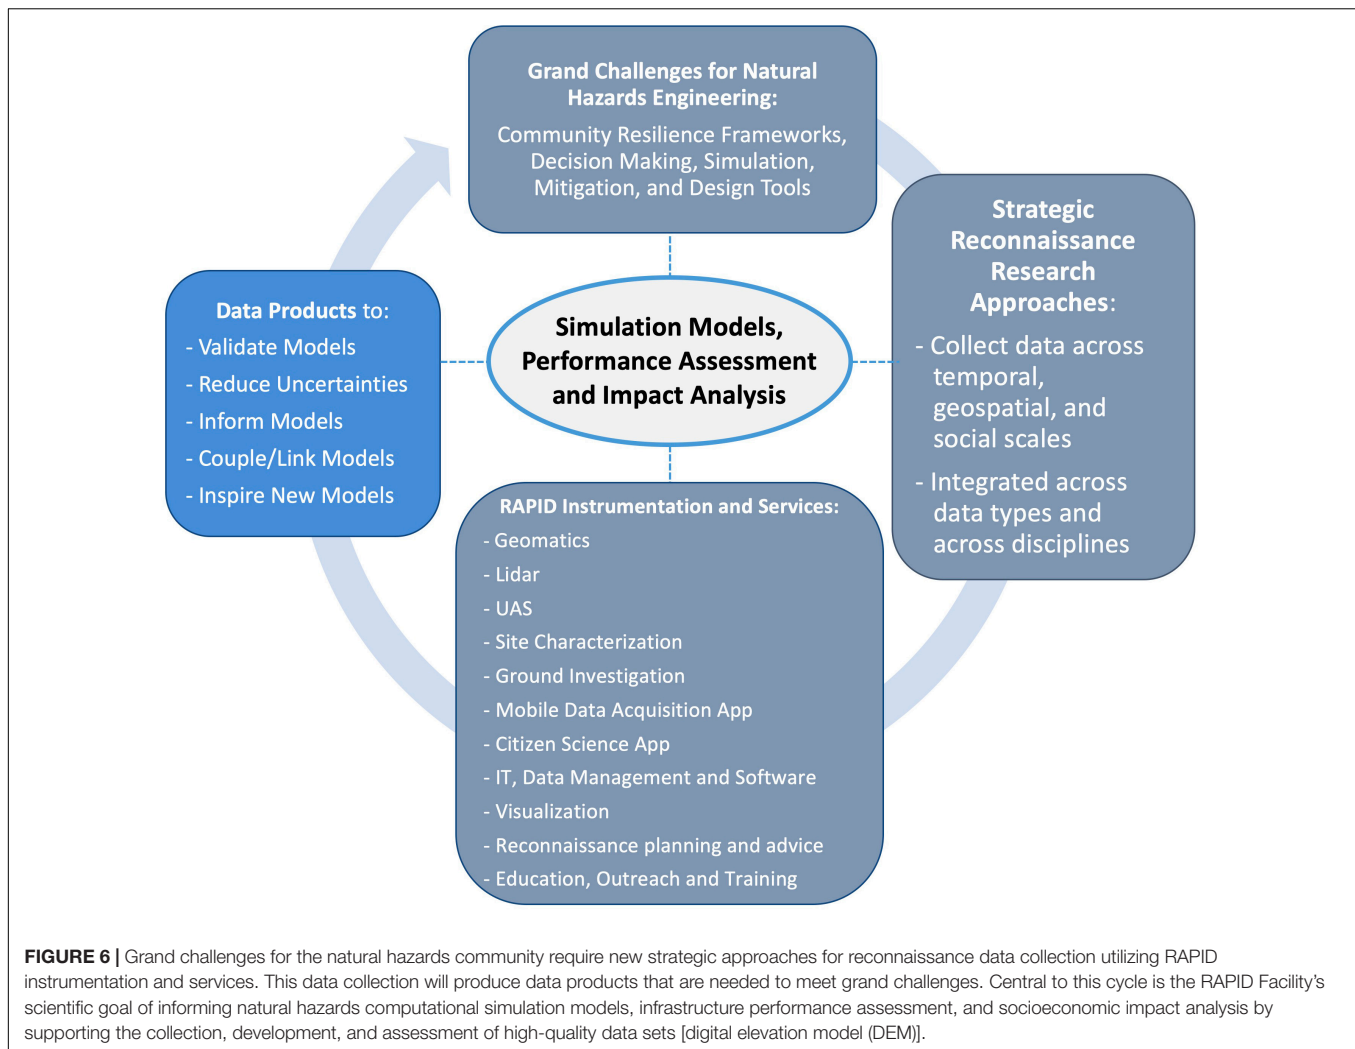 Grand Challenges for Natural
Hazards Engineering:
Community Resilience Frameworks,
Decision Making, Simulation,
Mitigation, and Design Tools
Strategic
Reconnaissance
Research
Approaches:
- Collect data across
temporal,
geospatial, and
social scales
- Integrated across
data types and
across disciplines
Data Products to:
- Validate Models
- Reduce Uncertainties
- Inform Models
- Couple/Link Models
- Inspire New Models
Simulation Models,
Performance Assessment
and Impact Analysis
RAPID Instrumentation and Services:
- Geomatics
- Lidar
- UAS
- Site Characterization
- Ground Investigation
- Mobile Data Acquisition App
- Citizen Science App
- IT, Data Management and Software
- Visualization
- Reconnaissance planning and advice
- Education, Outreach and Training
FIGURE 6 | Grand challenges for the natural hazards community require new strategic approaches for reconnaissance data collection utilizing RAPID
instrumentation and services. This data collection will produce data products that are needed to meet grand challenges. Central to this cycle is the RAPID Facility's
scientific goal of informing natural hazards computational simulation models, infrastructure performance assessment, and socioeconomic impact analysis by
supporting the collection, development, and assessment of high-quality data sets [digital elevation model (DEM)].